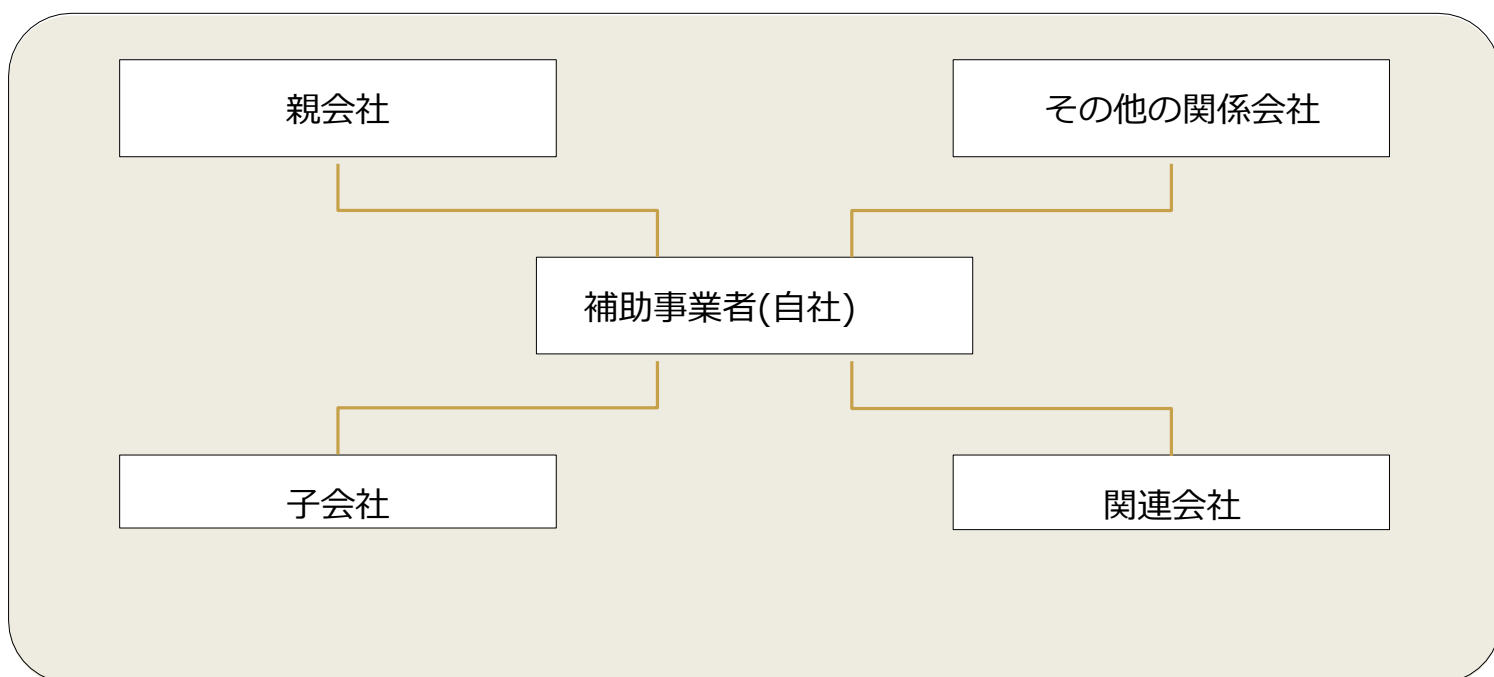 親会社
その他の関係会社
補助事業者(自社)
子会社
関連会社